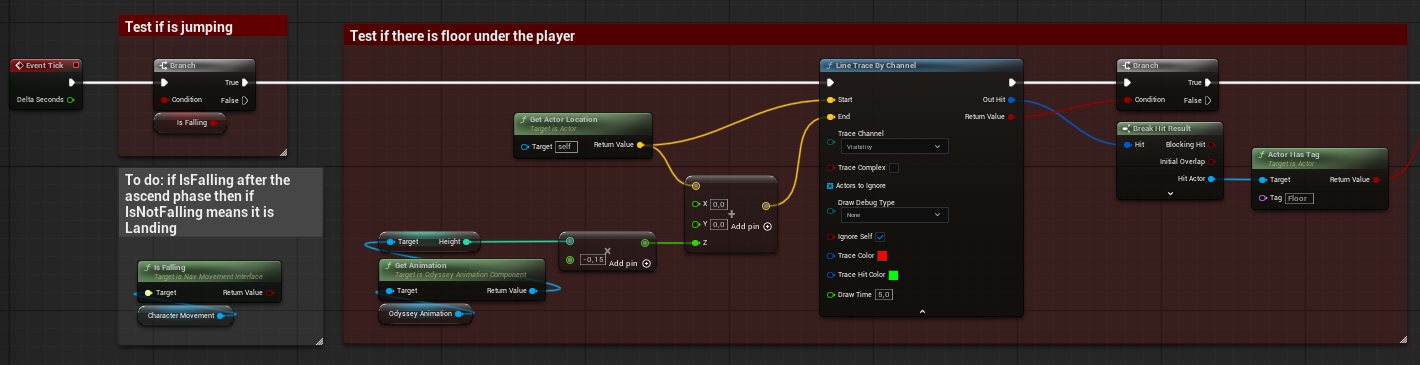 Test if is jumping
Test if there is floor under the player
Event Tick
Delta Seconds
Branch
True
Condition
False
Is Falling
To do: if IsFalling after the
ascend phase then if
IsNotFalling means it is
Landing
Is Falling
Target is Nav Movement Interface
Target
Return Value
Character Movement
Get Actor Location
Target is Actor
Target
self
Return Value
X
0,0
Y
0,0
Add pin
Z
Target
Height
-0,15
Add pin
Get Animation
Target is Odyssey Animation Component
Target
Return Value
Odyssey Animation
Line Trace By Channel
Start
Out Hit
End
Return Value
Trace Channel
Visibility
Trace Complex
Actors to Ignore
Draw Debug Type
None
Ignore Self
Trace Color
Trace Hit Color
Draw Time
5,0
Branch
True
Condition
False
Break Hit Result
Hit
Blocking Hit
Initial Overlap
Hit Actor
Actor Has Tag
Target is Actor
Target
Return Value
Tag
Floor